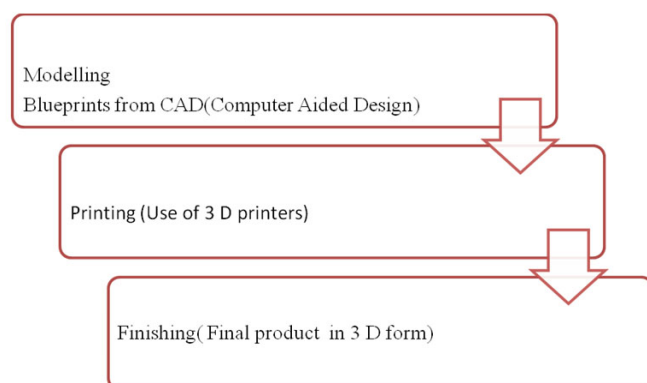 Modelling
Blueprints from CAD(Computer Aided Design)
Printing (Use of 3 D printers)
Finishing( Final product in 3 D form)